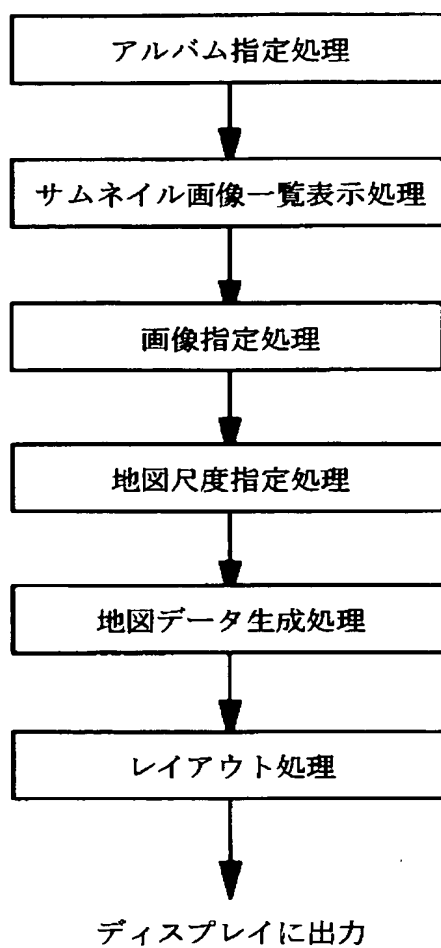 アルバム指定処理
サムネイル画像一覧表示処理
画像指定処理
地図尺度指定処理
地図データ生成処理
レイアウト処理
ディスプレイに出力